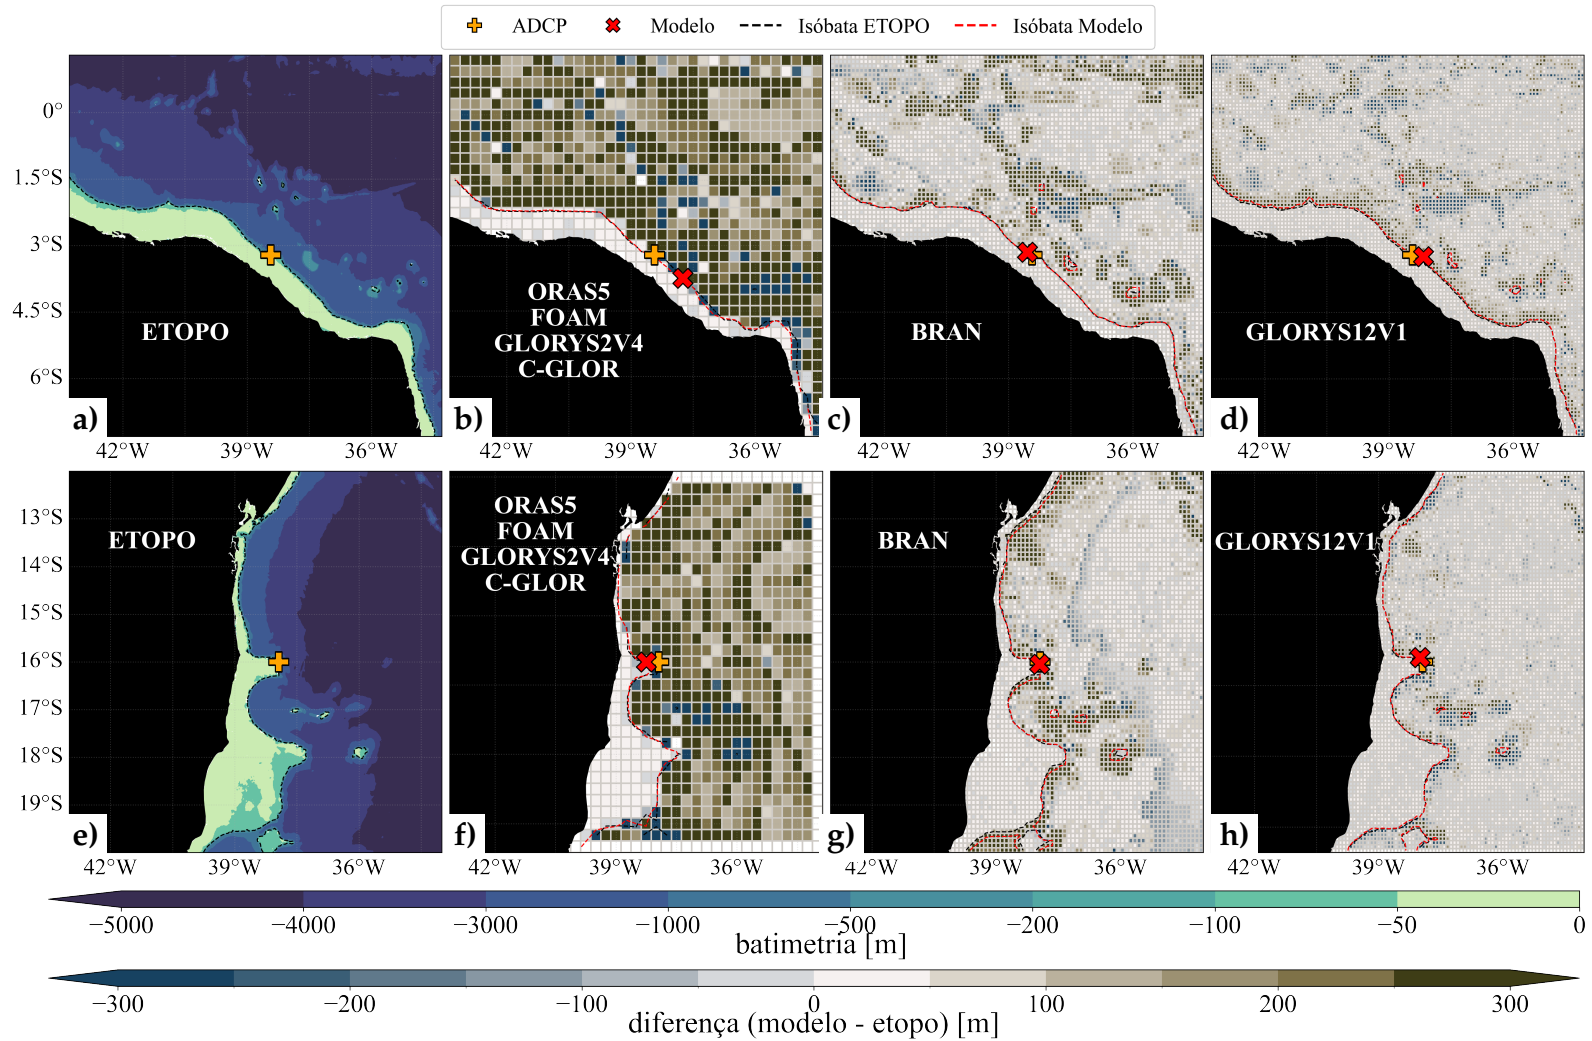 ADCP Modelo Isóbata ETOPO Isóbata Modelo
0°
1.5°S
3°S
4.5°S
6°S
ETOPO
a)
42°W 39°W 36°W
ORAS5
FOAM
GLORYS2V4
C-GLOR
b)
42°W 39°W 36°W
BRAN
c)
42°W 39°W 36°W
GLORYS12V1
d)
42°W 39°W 36°W
13°S
14°S
15°S
16°S
17°S
18°S
19°S
ETOPO
e)
42°W 39°W 36°W
ORAS5
FOAM
GLORYS2V4
C-GLOR
f)
39°W 36°W
BRAN
g)
42°W 39°W 36°W
GLORYS12V1
h)
42°W 39°W 36°W
−5000 −4000 −3000 −1000 −500 −200 −100 −50 0
batimetria [m]
−300 −200 −100 0 100 200 300
diferença (modelo - etopo) [m]